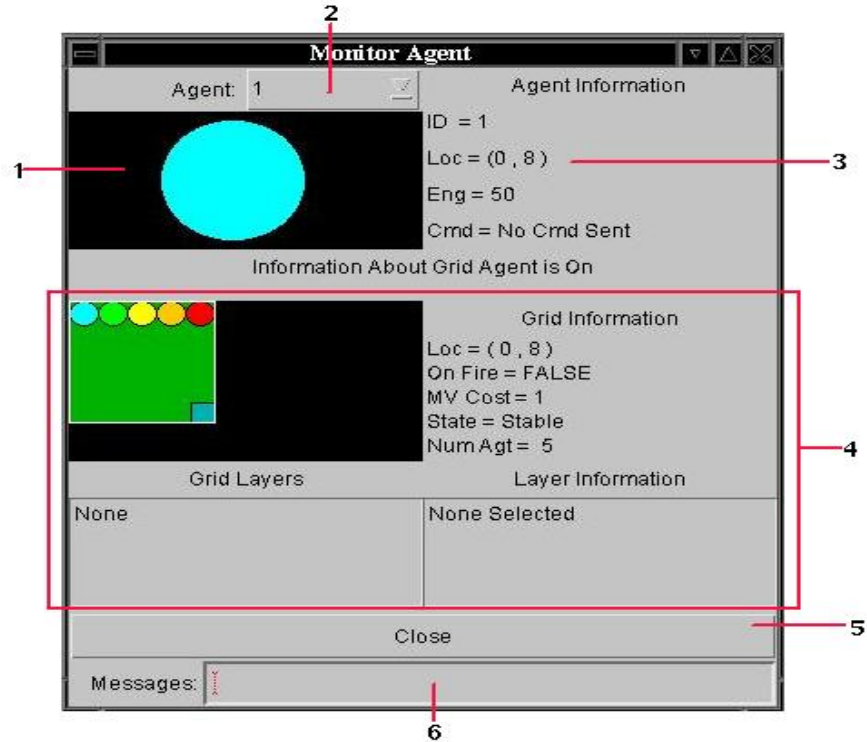 2
Monitor Agent
Agent: 1
Agent Information
1
ID = 1
Loc = (0 , 8 )
3
Eng = 50
Cmd = No Cmd Sent
Information About Grid Agent is On
Grid Information
Loc = ( 0 , 8 )
On Fire = FALSE
MV Cost = 1
State = Stable
Num Agt = 5
4
Grid Layers
Layer Information
None
None Selected
Close
5
Messages:
6